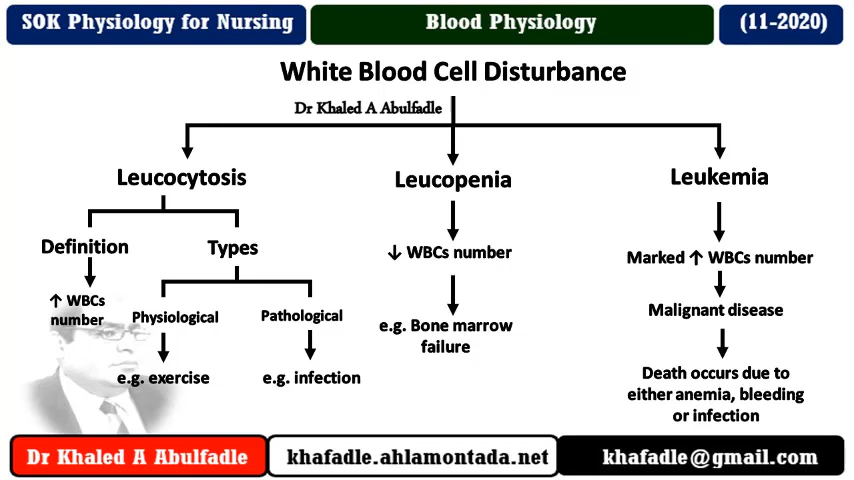 SOK Physiology for Nursing
Blood Physiology
(11-2020)
White Blood Cell Disturbance
Dr Khaled A Abulfadle
Leucocytosis
Leucopenia
Leukemia
Definition
Types
↓ WBCs number
Marked ↑ WBCs number
↑ WBCs
number
Physiological
Pathological
e.g. Bone marrow
failure
Malignant disease
e.g. exercise
e.g. infection
Death occurs due to
either anemia, bleeding
or infection
Dr Khaled A Abulfadle
khafadle.ahlamontada.net
khafadle@gmail.com